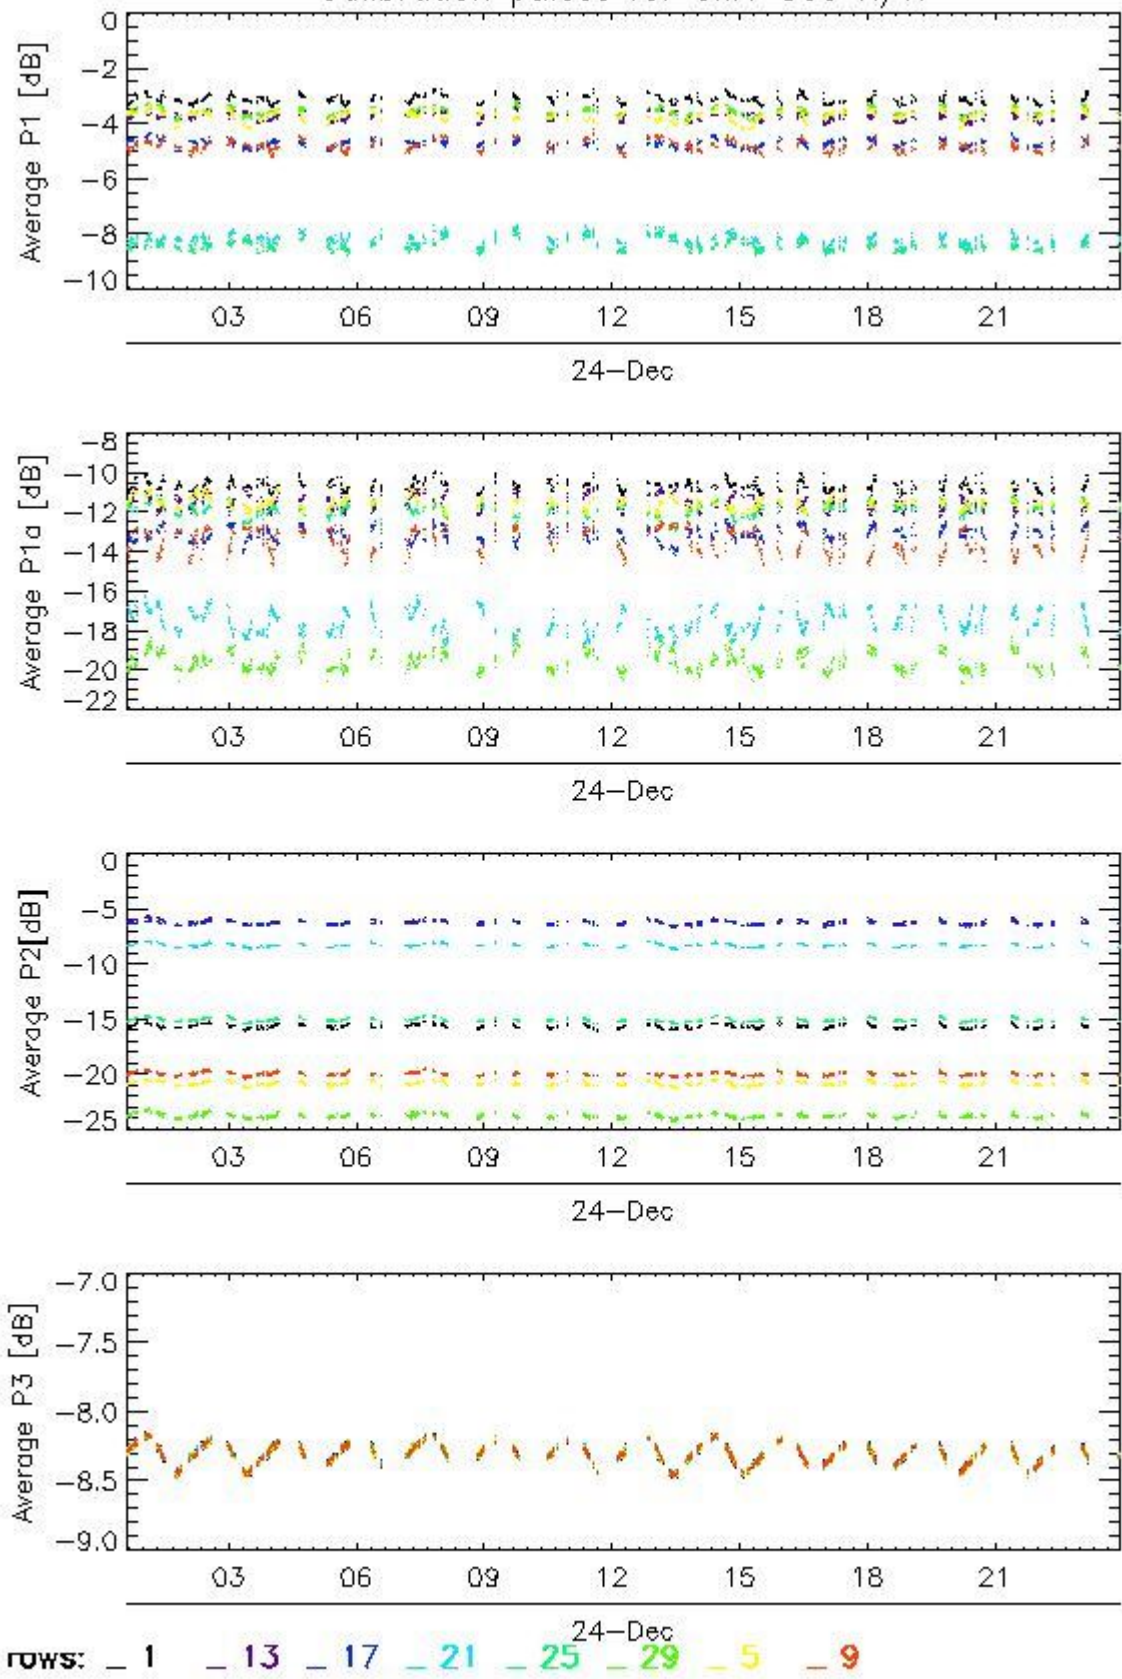 0
−2
−4
−6
−8
−10
Average P1 [dB]
03 06 09 12 15 18 21
24−Dec
−8
−10
−12
−14
−16
−18
−20
−22
Average P1a [dB]
03 06 09 12 15 18 21
24−Dec
0
−5
−10
−15
−20
−25
Average P2[dB]
03 06 09 12 15 18 21
24−Dec
−7.0
−7.5
−8.0
−8.5
−9.0
Average P3 [dB]
03 06 09 12 15 18 21
24−Dec
rows: _ 1 _ 13 _ 17 _ 21 _ 25 _ 29 _ 5 _ 9